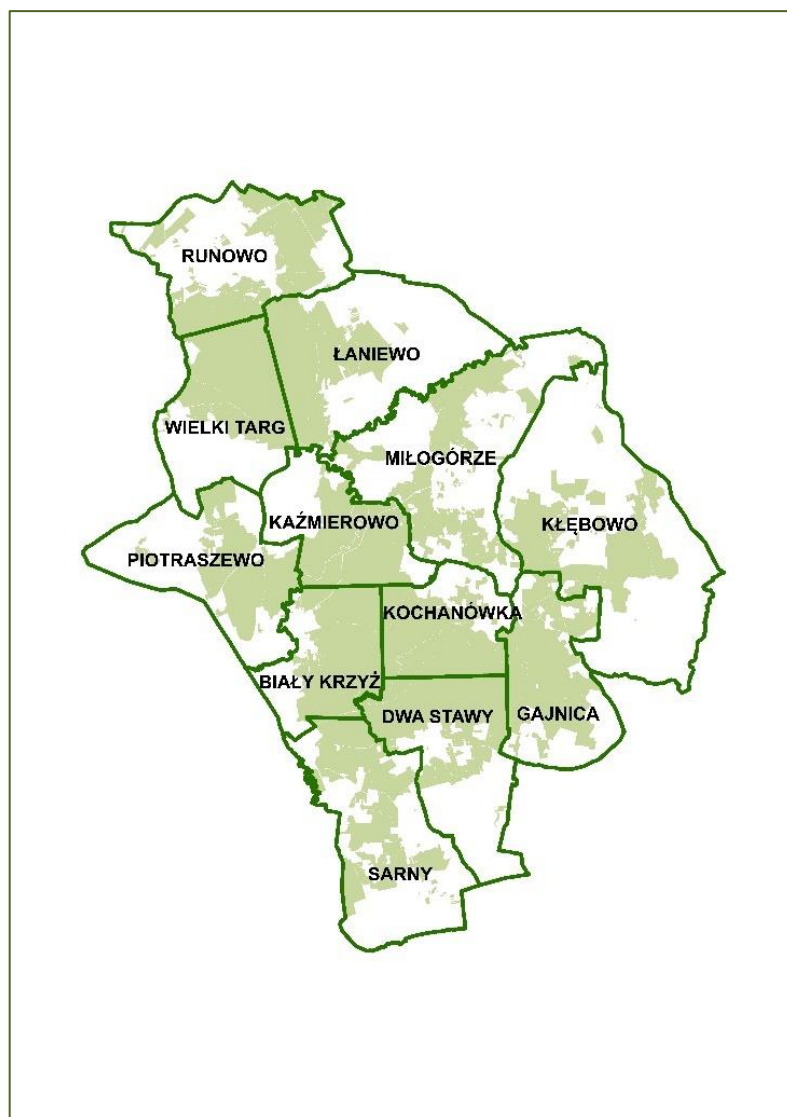 RUNOWO
ŁANIEWO
WIELKI TARG
MIŁOGÓRZE
KAŹMIEROWO
KŁĘBOWO
PIOTRASZEWO
KOCHANÓWKA
BIAŁY KRZYŻ
DWA STAWY
GAJNICA
SARNY